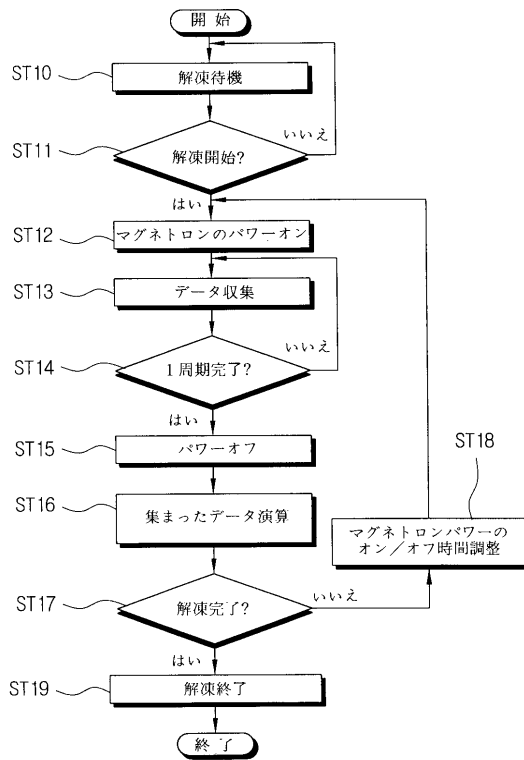 開始
ST10
解凍待機
ST11
解凍開始?
いいえ
はい
ST12
マグネトロンのパワーオン
ST13
データ収集
ST14
1周期完了?
いいえ
はい
ST15
パワーオフ
ST16
集まったデータ演算
ST18
マグネトロンパワーの
オン/オフ時間調整
ST17
解凍完了?
いいえ
はい
ST19
解凍終了
終了